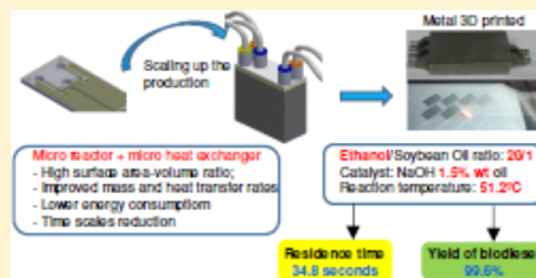 Metal 3D printed
Scaling up the
production
Micro reactor + micro heat exchanger
- High surface area-volume ratio;
- Improved mass and heat transfer rates
- Lower energy consumption
- Time scales reduction
Ethanol/Soybean Oil ratio: 20/1
Catalyst: NaOH 1.5% wt oil
Reaction temperature: 51.2ºC
Residence time
34.8 seconds
Yield of biodiesel
99.6%